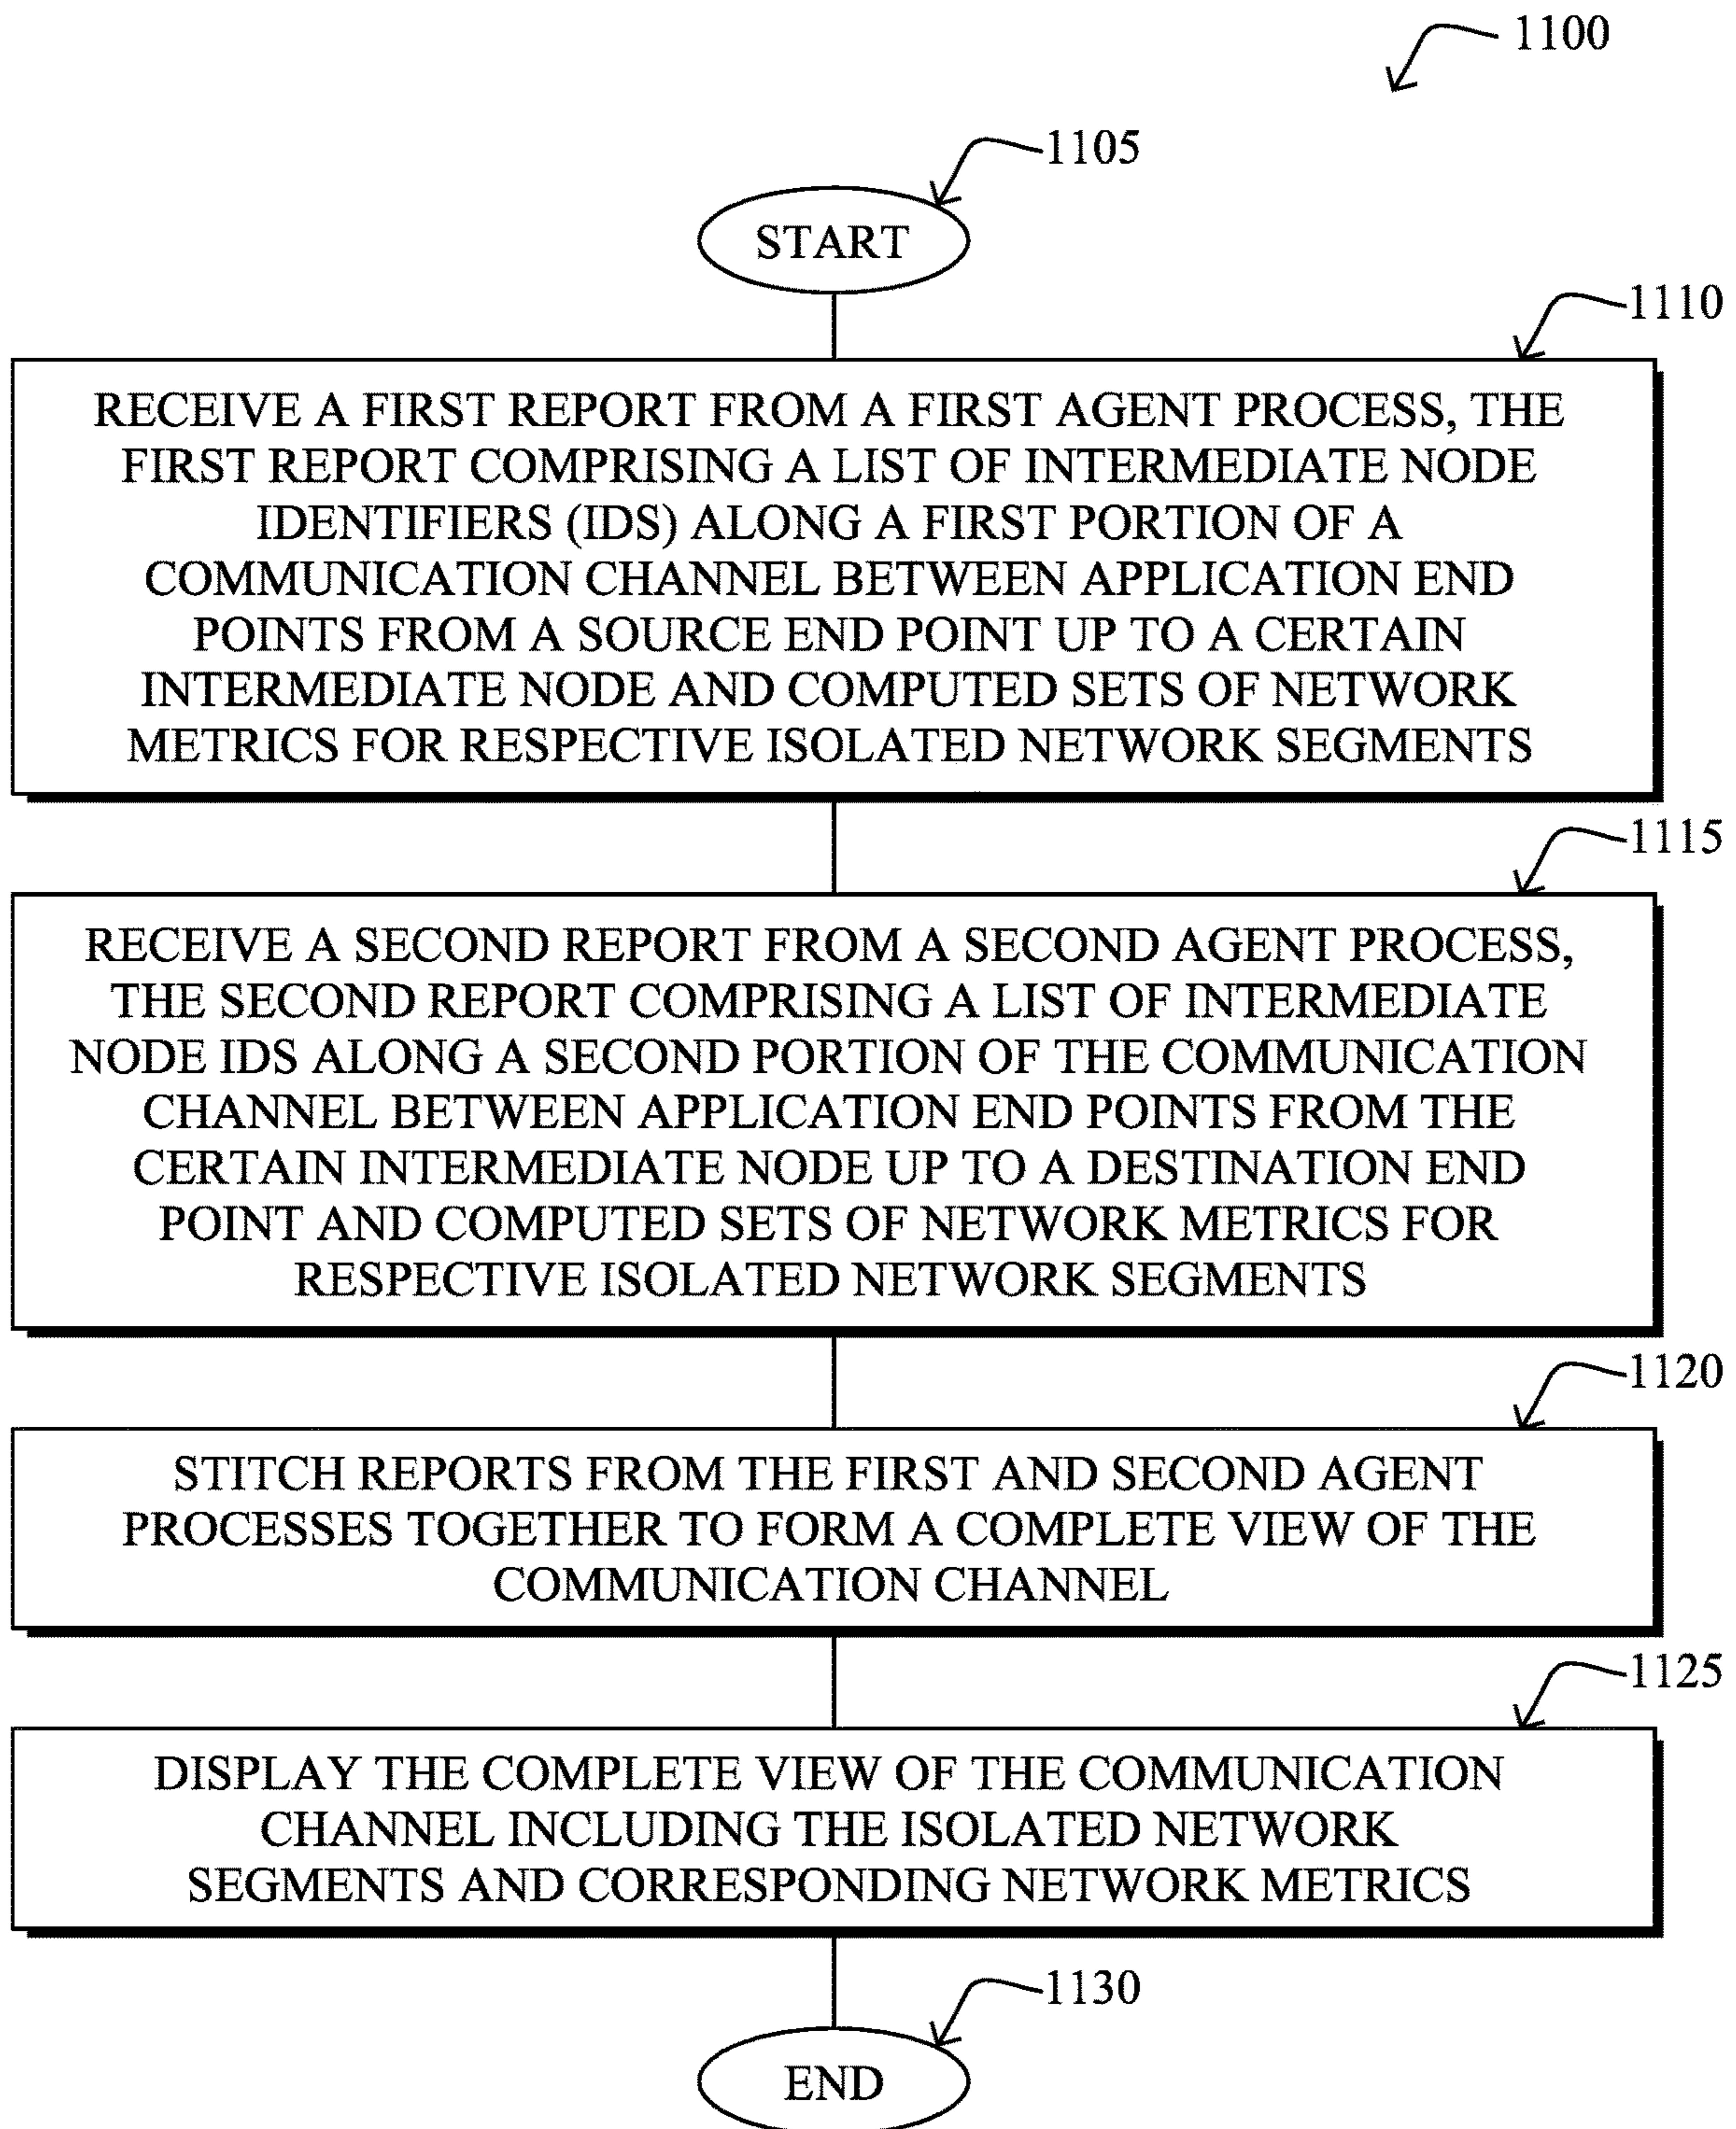 1100
1105
START
1110
RECEIVE A FIRST REPORT FROM A FIRST AGENT PROCESS, THE
FIRST REPORT COMPRISING A LIST OF INTERMEDIATE NODE
IDENTIFIERS (IDS) ALONG A FIRST PORTION OF A
COMMUNICATION CHANNEL BETWEEN APPLICATION END
POINTS FROM A SOURCE END POINT UP TO A CERTAIN
INTERMEDIATE NODE AND COMPUTED SETS OF NETWORK
METRICS FOR RESPECTIVE ISOLATED NETWORK SEGMENTS
1115
RECEIVE A SECOND REPORT FROM A SECOND AGENT PROCESS,
THE SECOND REPORT COMPRISING A LIST OF INTERMEDIATE
NODE IDS ALONG A SECOND PORTION OF THE COMMUNICATION
CHANNEL BETWEEN APPLICATION END POINTS FROM THE
CERTAIN INTERMEDIATE NODE UP TO A DESTINATION END
POINT AND COMPUTED SETS OF NETWORK METRICS FOR
RESPECTIVE ISOLATED NETWORK SEGMENTS
1120
STITCH REPORTS FROM THE FIRST AND SECOND AGENT
PROCESSES TOGETHER TO FORM A COMPLETE VIEW OF THE
COMMUNICATION CHANNEL
1125
DISPLAY THE COMPLETE VIEW OF THE COMMUNICATION
CHANNEL INCLUDING THE ISOLATED NETWORK
SEGMENTS AND CORRESPONDING NETWORK METRICS
1130
END